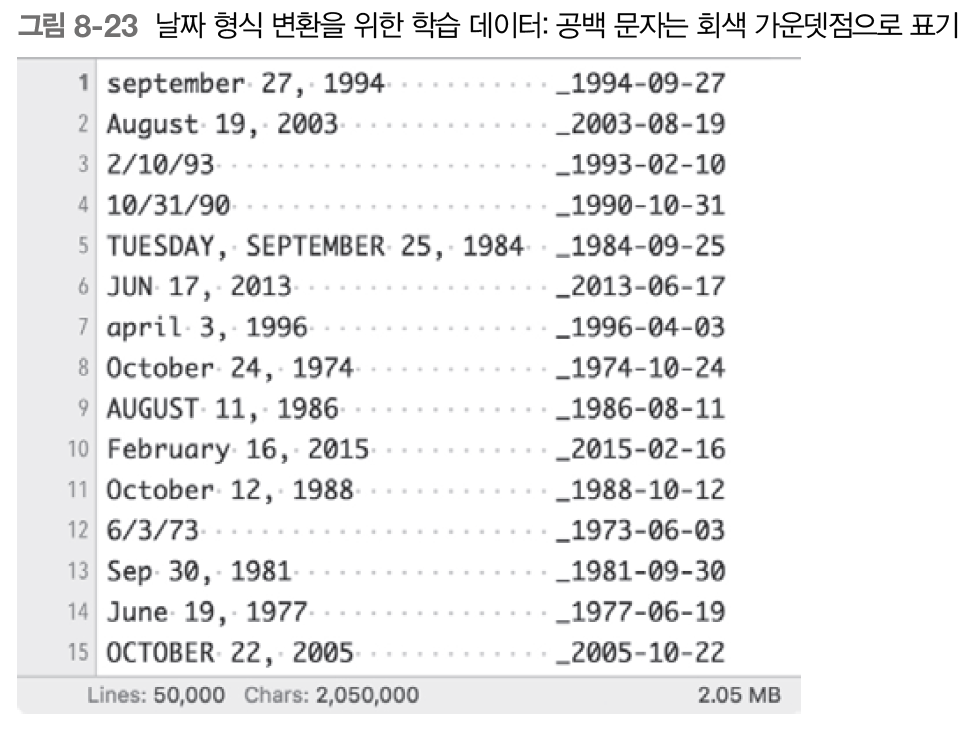 그림 8-23 날짜 형식 변환을 위한 학습 데이터: 공백 문자는 회색 가운뎃점으로 표기
1 september·27,·1994··········_1994-09-27
2 August·19,·2003·············_2003-08-19
3 2/10/93·····················_1993-02-10
4 10/31/90····················_1990-10-31
5 TUESDAY,·SEPTEMBER·25,·1984··_1984-09-25
6 JUN·17,·2013················_2013-06-17
7 april·3,·1996···············_1996-04-03
8 October·24,·1974············_1974-10-24
9 AUGUST·11,·1986·············_1986-08-11
10 February·16,·2015···········_2015-02-16
11 October·12,·1988············_1988-10-12
12 6/3/73······················_1973-06-03
13 Sep·30,·1981················_1981-09-30
14 June·19,·1977···············_1977-06-19
15 OCTOBER·22,·2005············_2005-10-22
Lines: 50,000 Chars: 2,050,000 2.05 MB